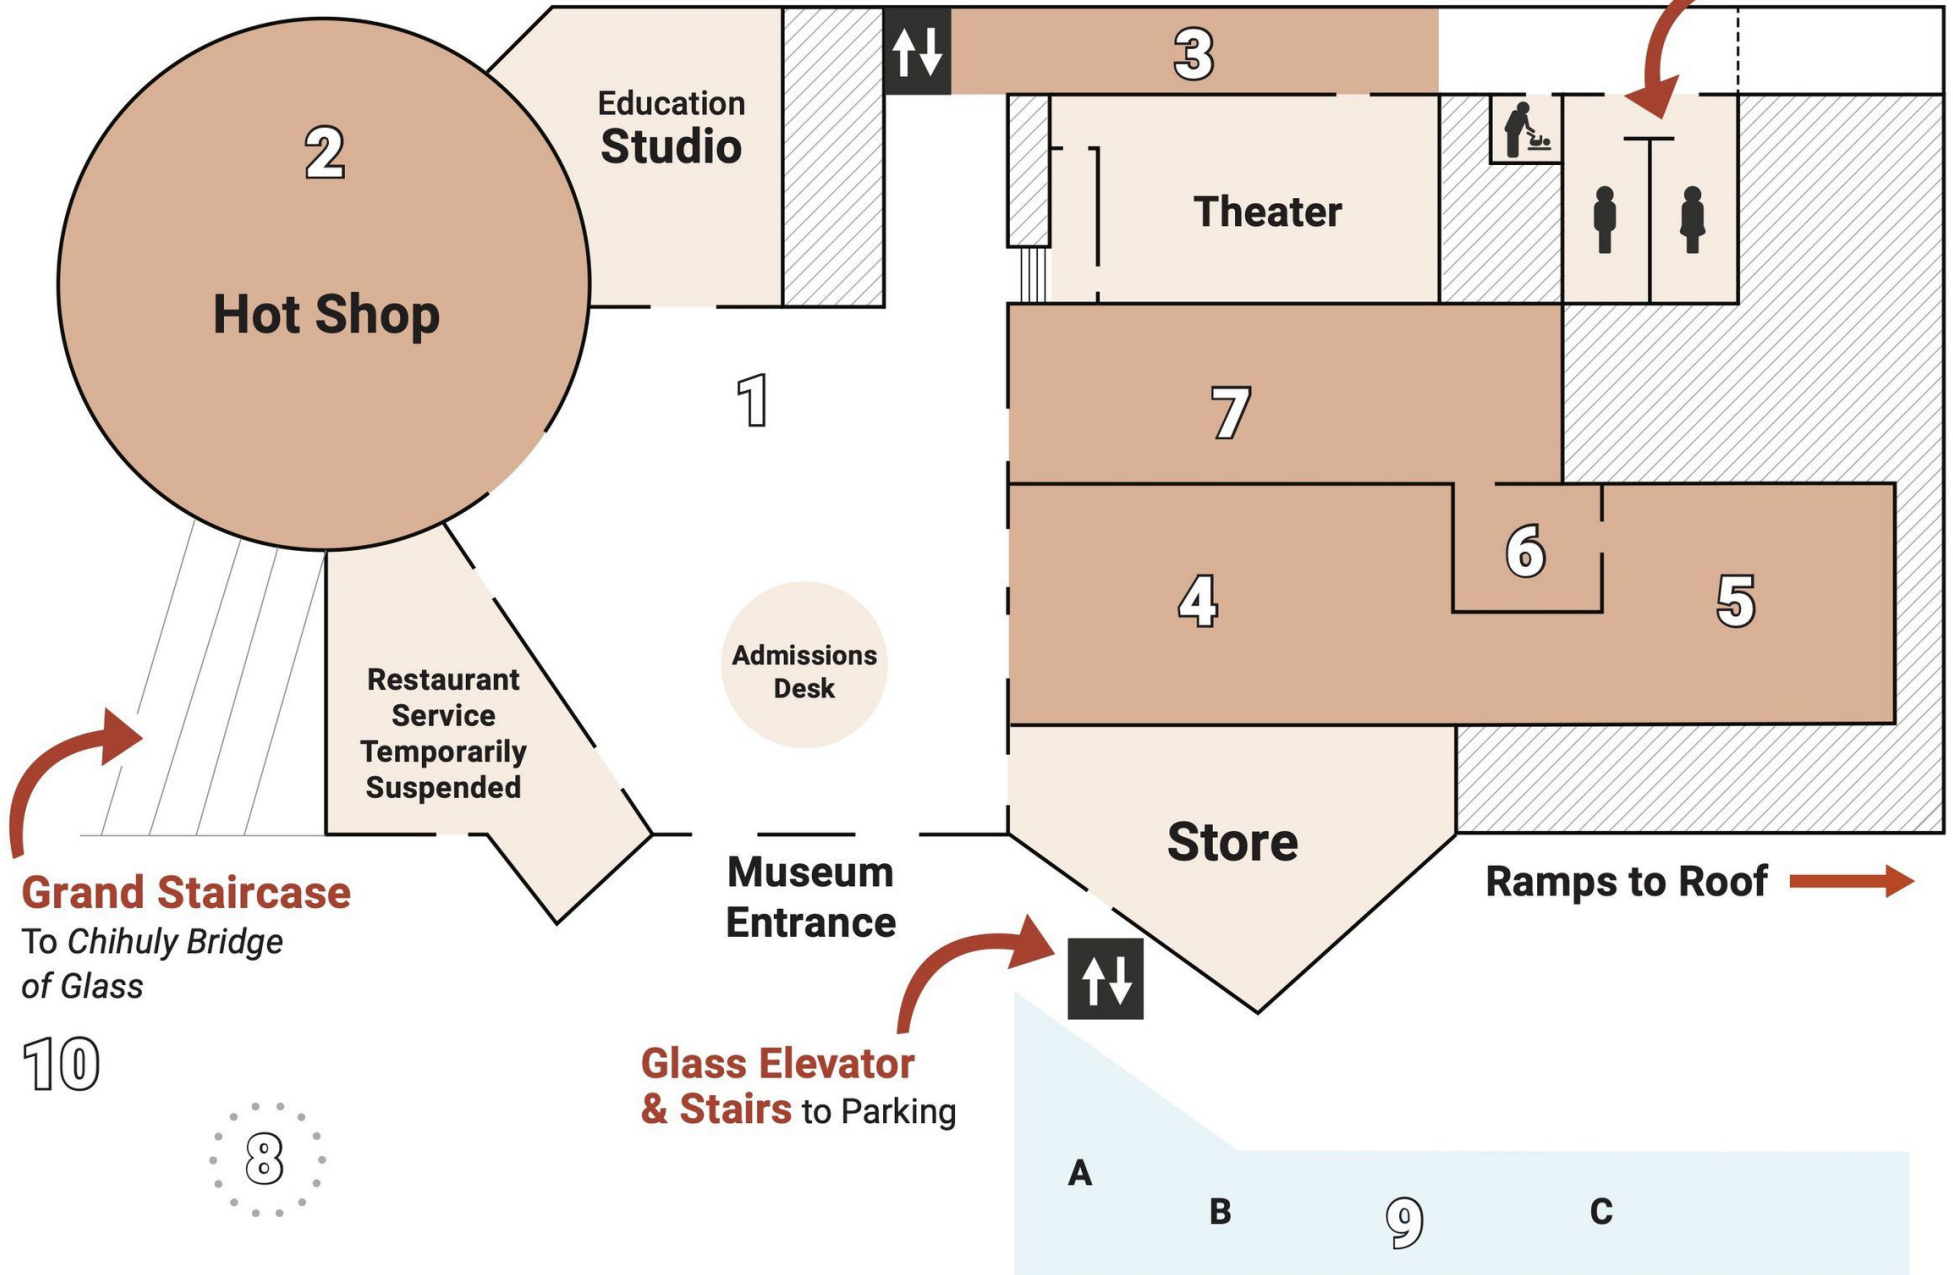 3
Education
Studio
2
Theater
Hot Shop
1
7
6
4
5
Admissions
Desk
Restaurant
Service
Temporarily
Suspended
Store
Museum
Entrance
Ramps to Roof
Grand Staircase
To Chihuly Bridge
of Glass
10
Glass Elevator
& Stairs to Parking
8
A
B
9
C